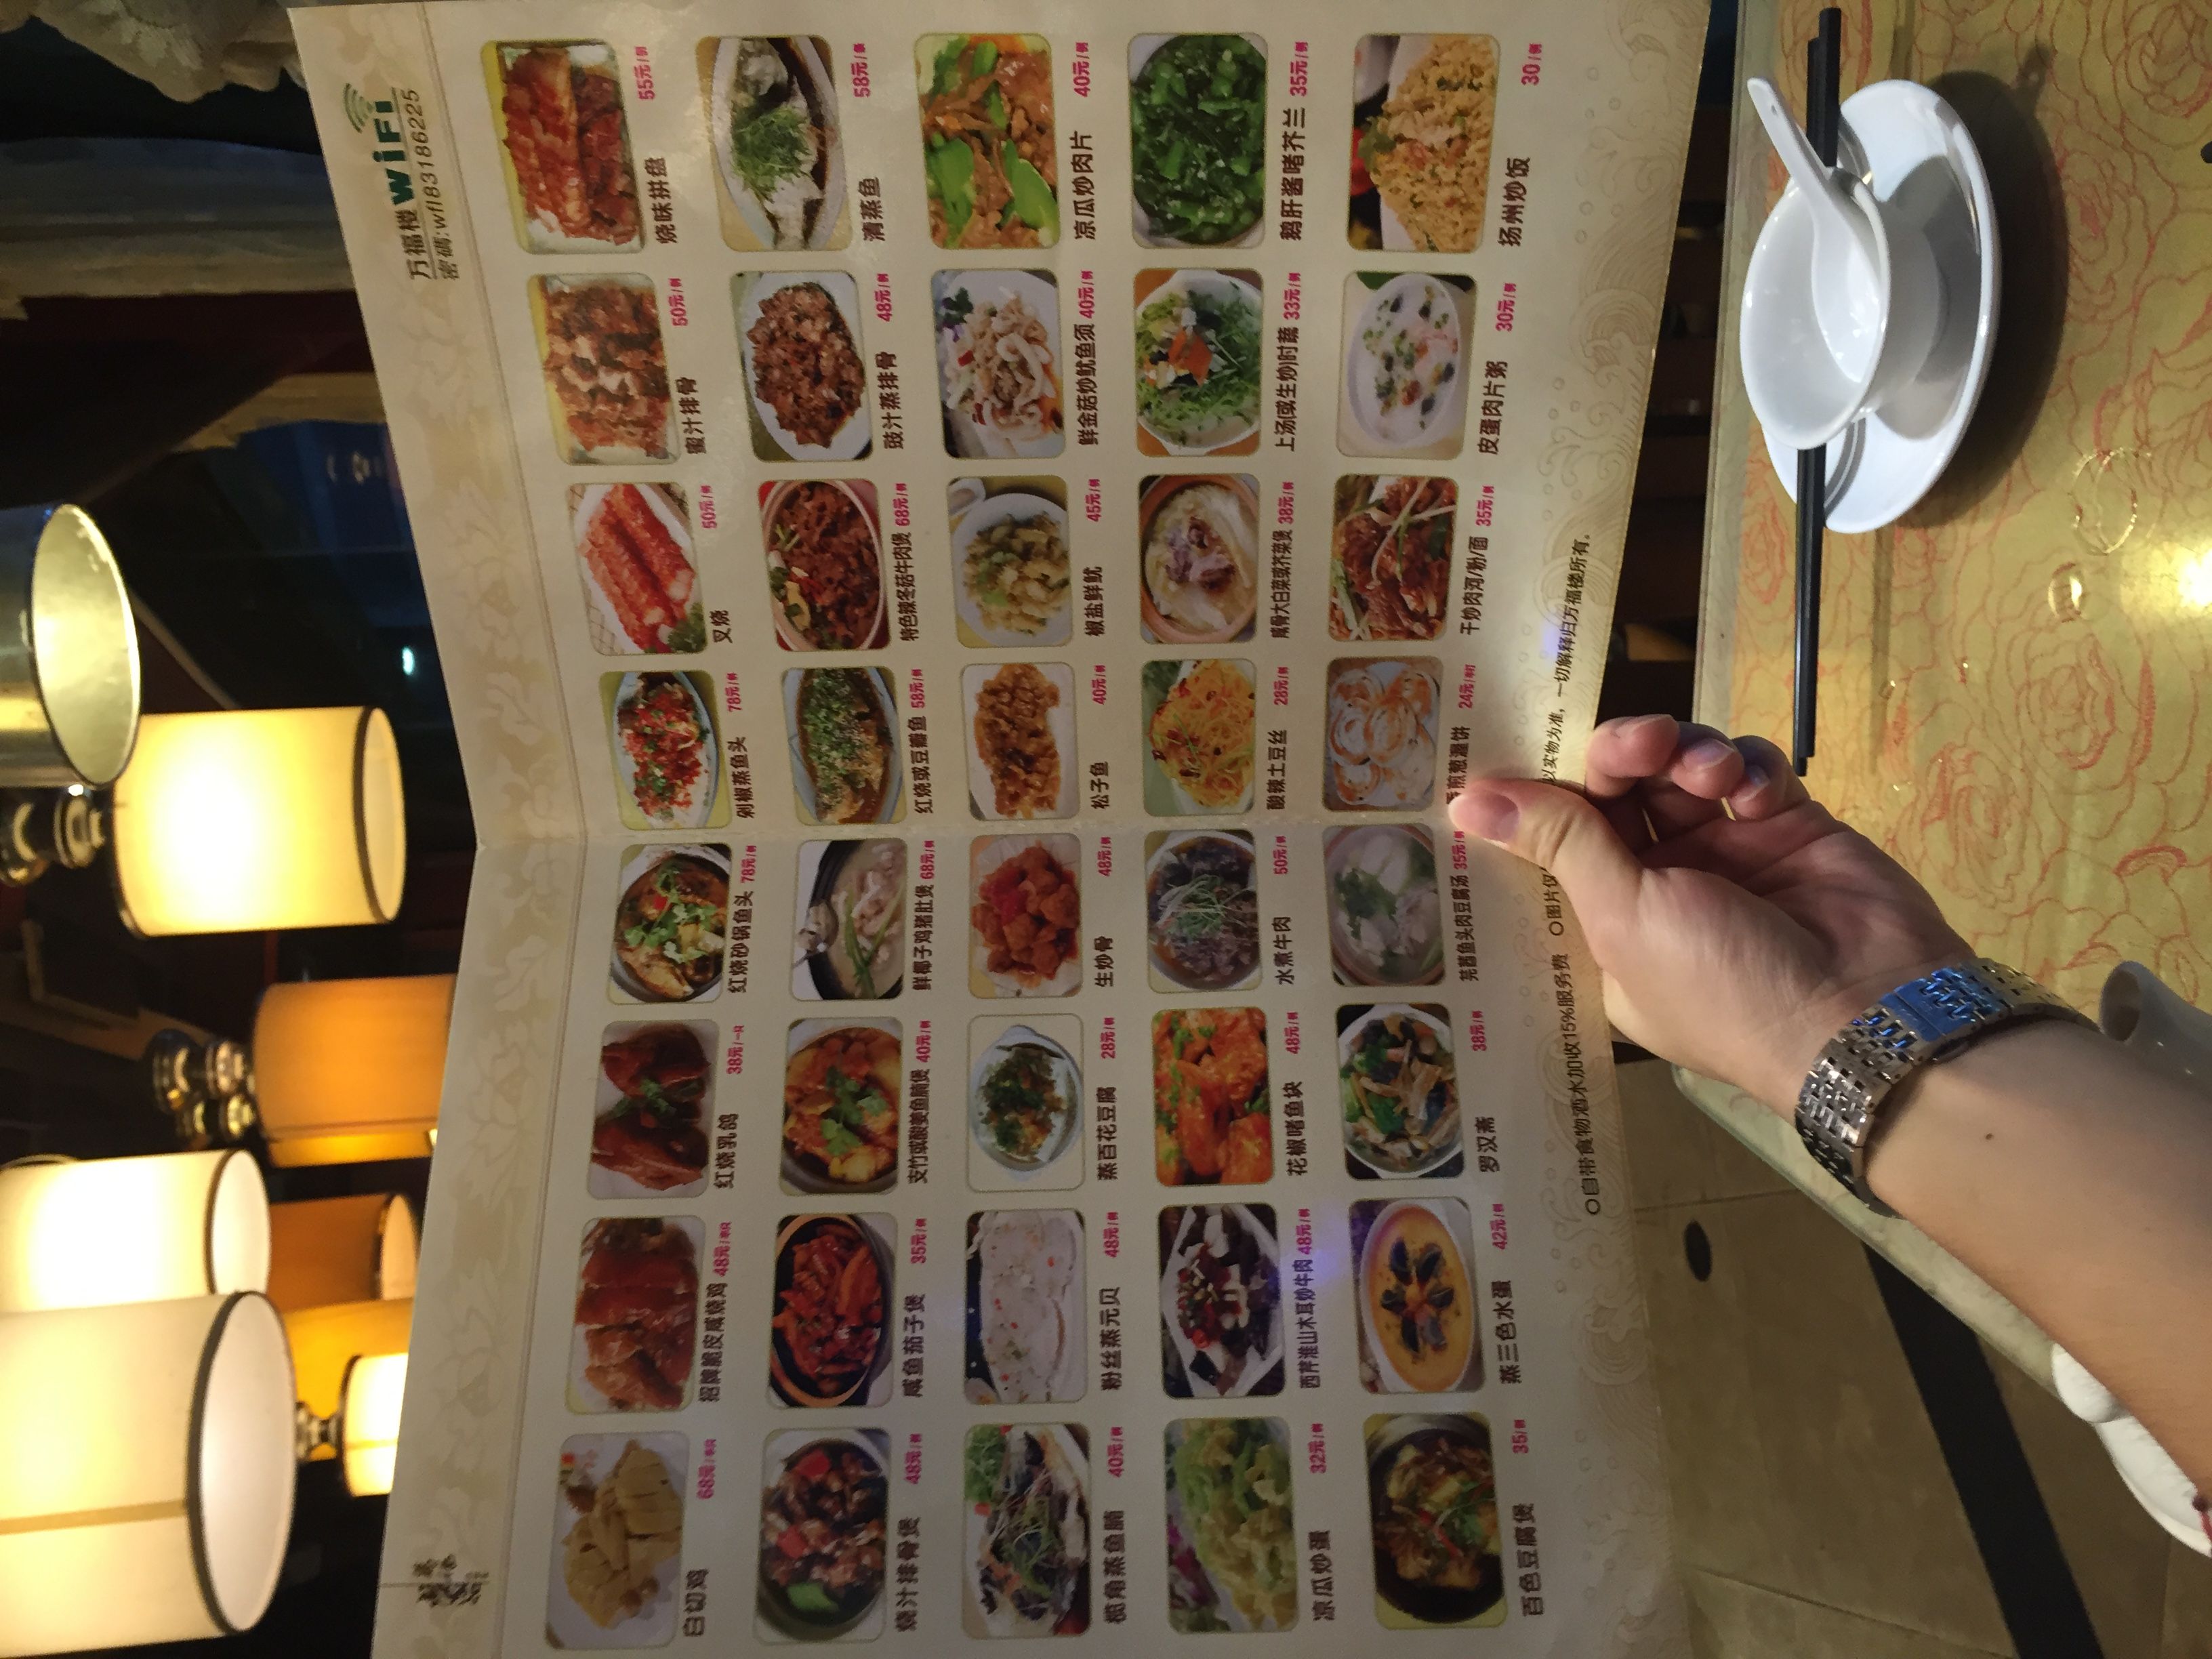 万福楼 WiFi
密碼:wfl83186225
白切鸡 68元/半只
招牌脆皮咸烧鸡 48元/半只
红烧乳鸽 38元/一只
红烧砂锅鱼头 78元/例
剁椒蒸鱼头 78元/例
叉烧 50元/例
蜜汁排骨 50元/例
烧味拼盘 55元/例
烧汁排骨煲 48元/例
咸鱼茄子煲 35元/例
支竹或酸姜鱼腩煲 40元/例
鲜椰子鸡猪肚煲 68元/例
红烧或豆瓣鱼 58元/例
特色辣冬菇牛肉煲 68元/例
豉汁蒸排骨 48元/例
清蒸鱼 58元/条
榄角蒸鱼腩 40元/例
粉丝蒸元贝 48元/例
蒸百花豆腐 28元/例
生炒骨 48元/例
松子鱼 40元/例
椒盐鲜鱿 45元/例
鲜金菇炒鱿鱼须 40元/例
凉瓜炒肉片 40元/例
凉瓜炒蛋 32元/例
西芹淮山木耳炒牛肉 48元/例
花椒啫鱼块 48元/例
水煮牛肉 50元/例
酸辣土豆丝 28元/例
咸骨大白菜或芥菜煲 38元/例
上汤(或生炒)时蔬 33元/例
鹅肝酱啫芥兰 35元/例
百色豆腐煲 35/例
蒸三色水蛋 42元/例
罗汉斋 38元/例
芫茜鱼头肉豆腐汤 35元/例
煎葱油饼 24元/
干炒肉河/粉/面 35元/例
皮蛋肉片粥 30元/例
扬州炒饭 30/例
O自带食物酒水加收15%服务费 O图片仅 以实物为准，一切解释归万福楼所有。